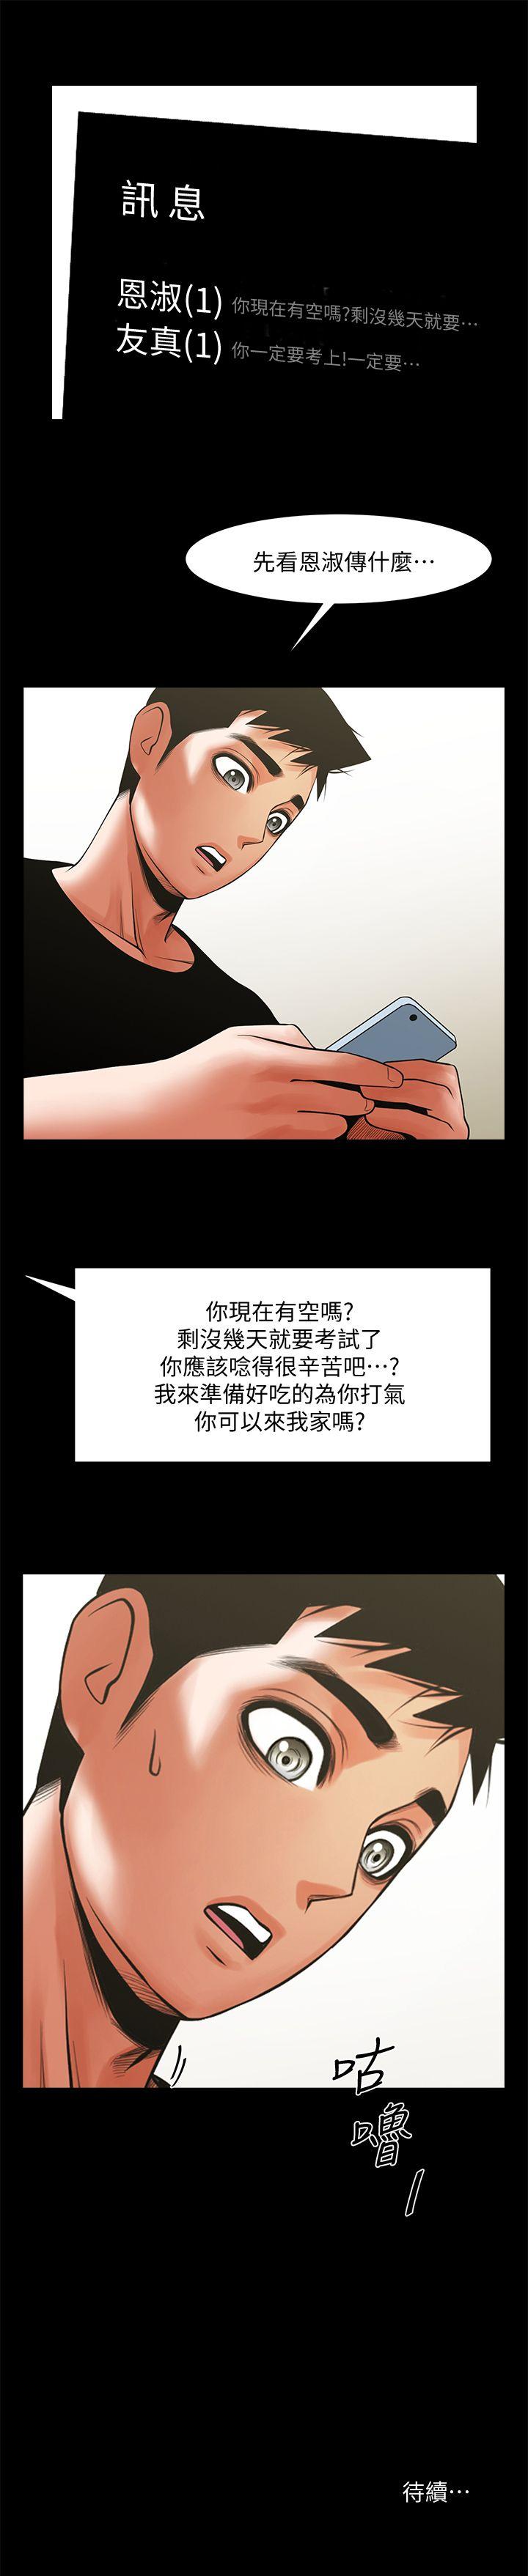 訊息
恩淑(1) 你現在有空嗎?剩沒幾天就要…
友真(1) 你一定要考上!一定要…
先看恩淑傳什麼…
你現在有空嗎?
剩沒幾天就要考試了
你應該唸得很辛苦吧…?
我來準備好吃的為你打氣
你可以來我家嗎?
咕
嚕
待續…